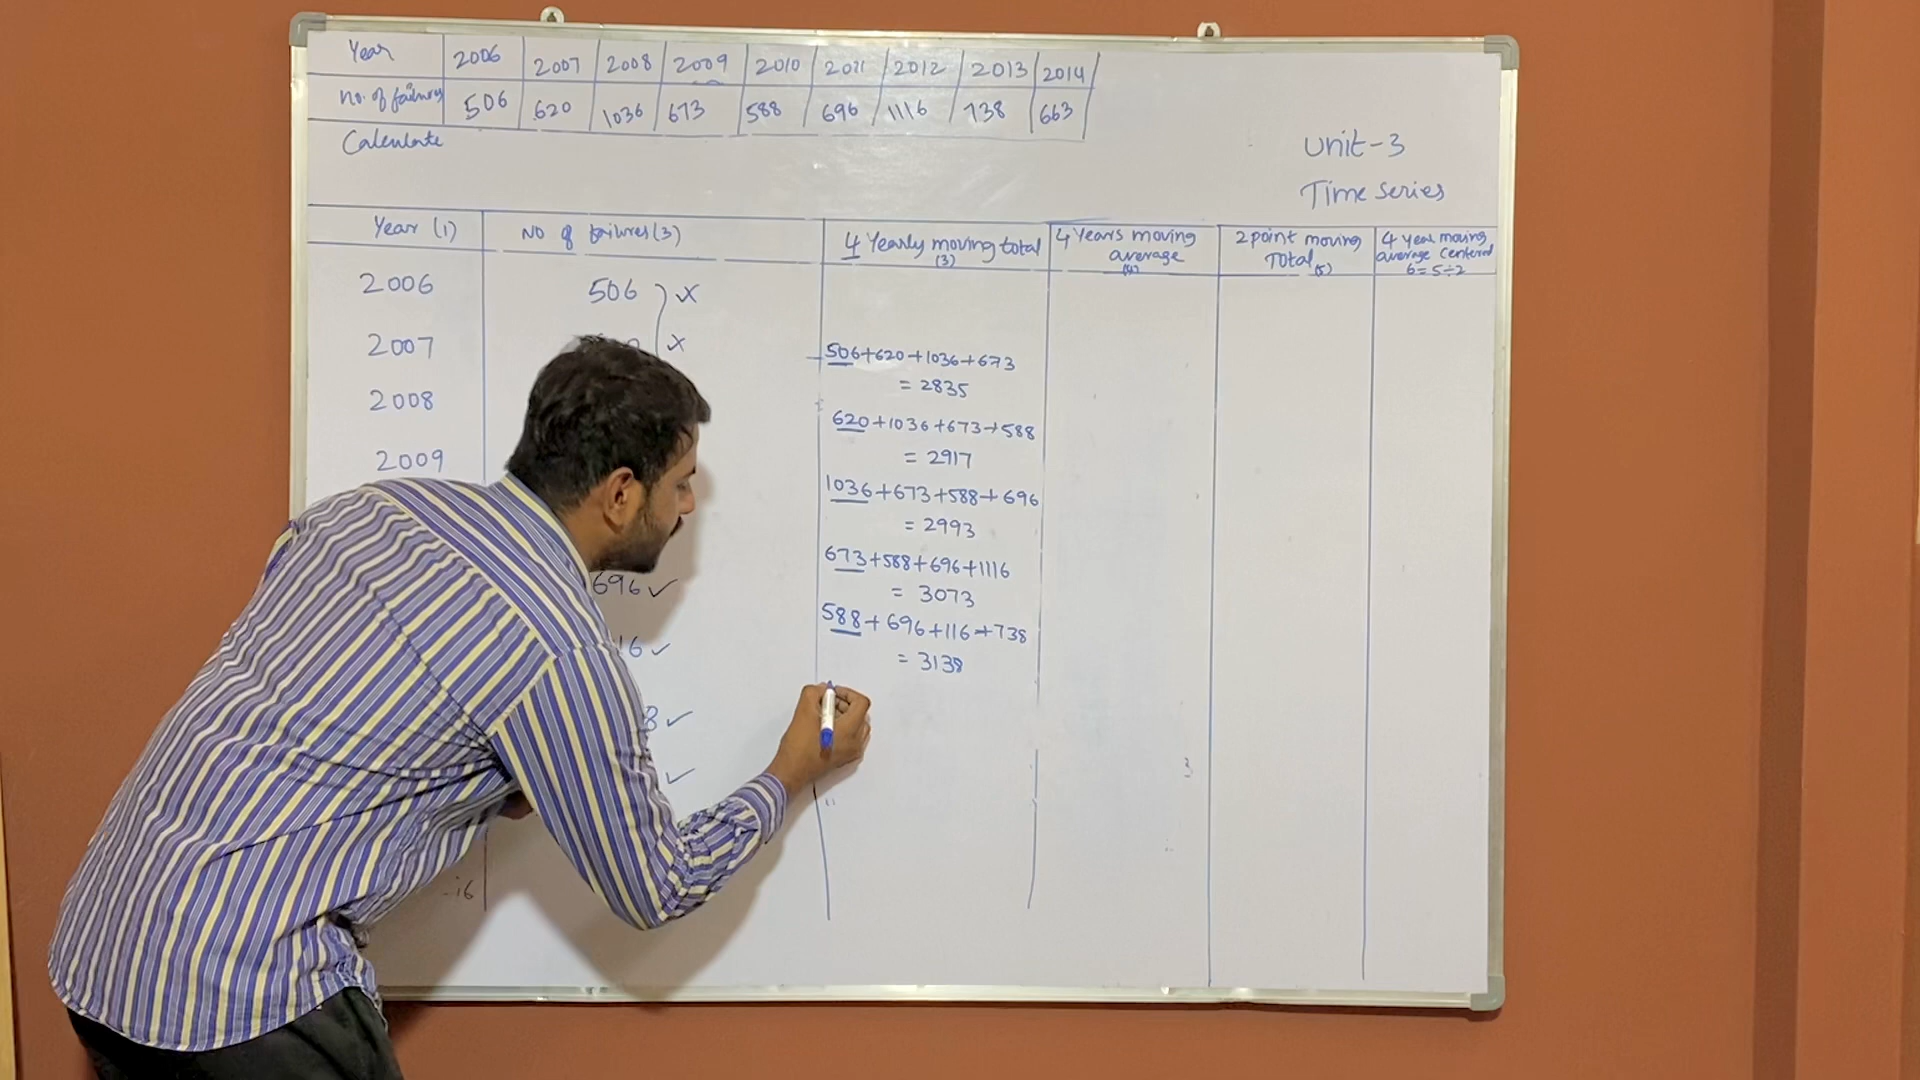 Year 2006 2007 2008 2009 2010 2011 2012 2013 2014
no. of failures 506 620 1036 673 588 696 1116 738 663
Calculate
Unit-3
Time Series
Year (1) NO of failures (3) 4 Yearly moving total (3) 4 Years moving average (4) 2 point moving Total (5) 4 year moving average Centered 6 = 5÷2
2006 506 x
2007 x
506+620+1036+673
= 2835
2008
620+1036+673+588
= 2917
2009
1036+673+588+696
= 2993
673+588+696+1116
= 3073
696 ✓
588+696+116+738
16 ✓
= 3138
8 ✓
✓